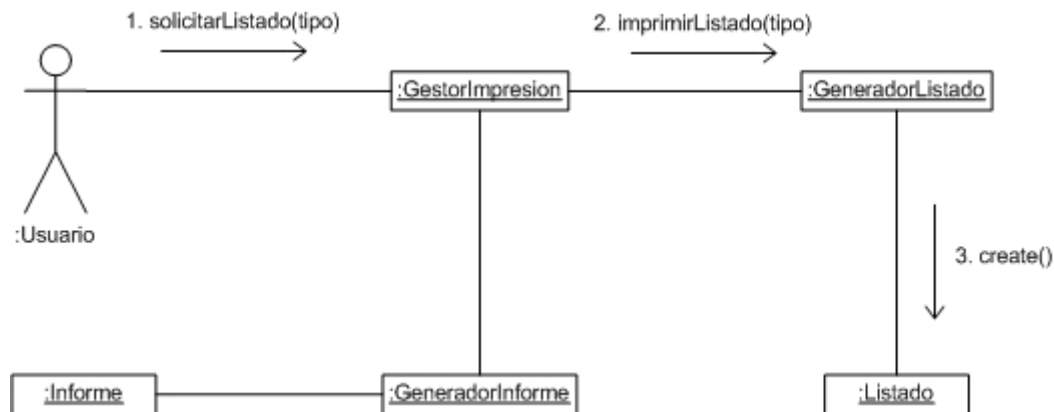 1. solicitarListado(tipo)
2. imprimirListado(tipo)
:GestorImpresion
:GeneradorListado
:Usuario
3. create()
:Informe
:GeneradorInforme
:Listado